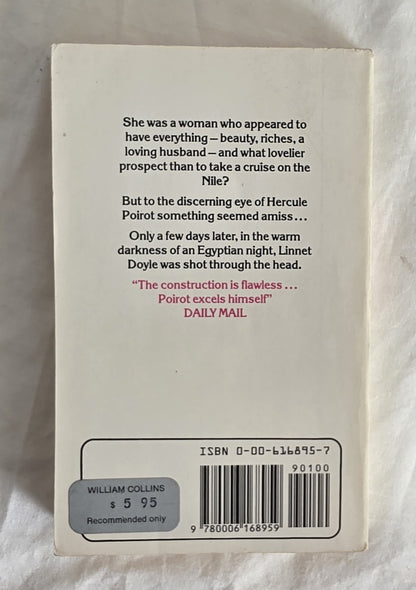 She was a woman who appeared to
have everything – beauty, riches, a
loving husband – and what lovelier
prospect than to take a cruise on the
Nile?
But to the discerning eye of Hercule
Poirot something seemed amiss...
Only a few days later, in the warm
darkness of an Egyptian night, Linnet
Doyle was shot through the head.
“The construction is flawless...
Poirot excels himself”
DAILY MAIL
ISBN 0-00-616895-7
90100
9 780006 168959
WILLIAM COLLINS
$ 5 95
Recommended only